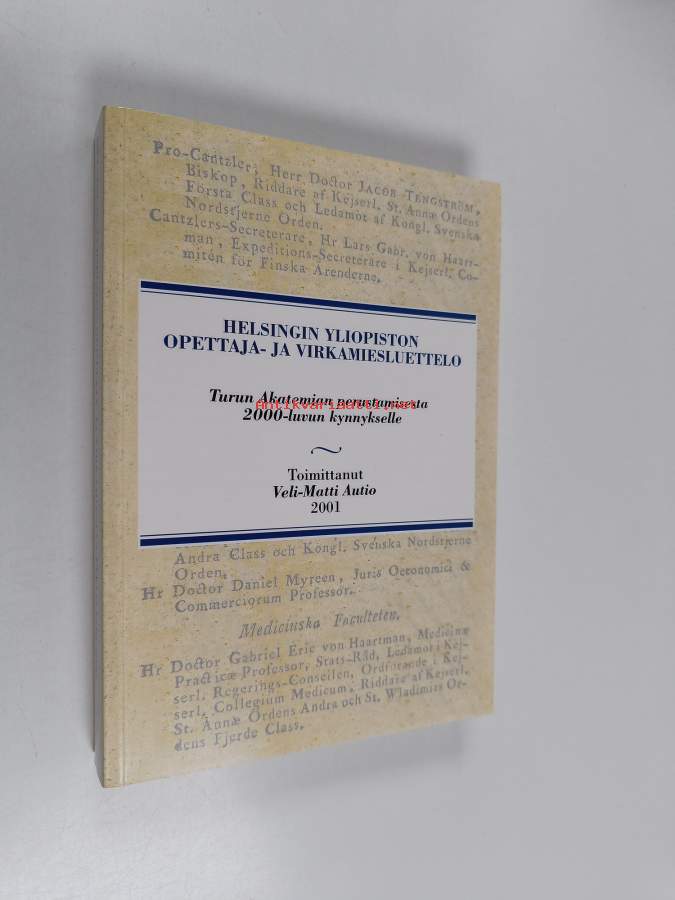 Pro-Cantzler, Herr Doctor JACOB TENGSTRÖM,
Biskop, Riddare af Kejserl. St. Annæ Ordens
Första Class och Ledamot af Kongl. Svenska
Nordstjerne Orden.
Cantzlers-Secreterare, Hr Lars Gabr. von Haart-
man, Expeditions-Secreterare i Kejserl. Co-
mitén för Finska Ärenderne.
HELSINGIN YLIOPISTON
OPETTAJA- JA VIRKAMIESLUETTELO
Turun Akatemian perustamisesta
antikvariaatti.net
2000-luvun kynnykselle
~
Toimittanut
Veli-Matti Autio
2001
Andra Class och Kongl. Svenska Nordstjerne
Orden.
Hr Doctor Daniel Myreen, Juris Oeconomici &
Commerciorum Professor.
Medicinska Faculteten.
Hr Doctor Gabriel Eric von Haartman, Medicinæ
Practicæ Professor, Stats-Råd, Ledamot i Kej-
serl. Regerings-Conseilen, Ordförande i Kej-
serl. Collegium Medicum, Riddare af Kejserl.
St. Annæ Ordens Andra och St. Wladimirs Or-
dens Fjerde Class.